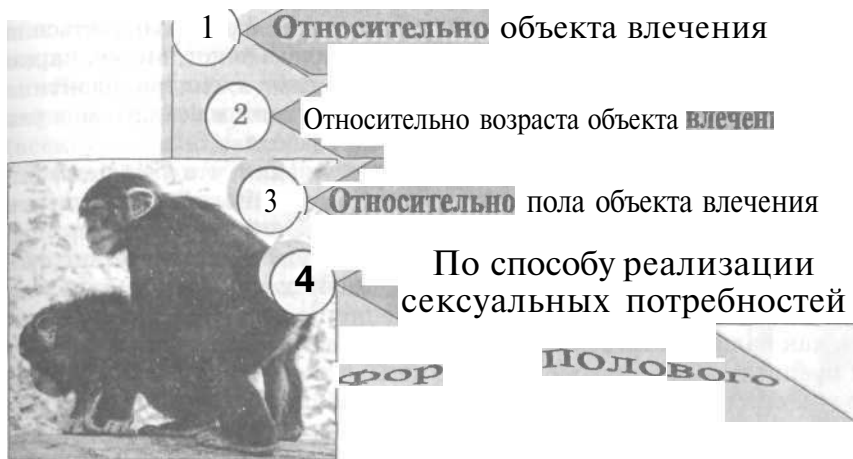 1 Относительно объекта влечения
2 Относительно возраста объекта влечени
3 Относительно пола объекта влечения
4 По способу реализации
сексуальных потребностей
фор полового